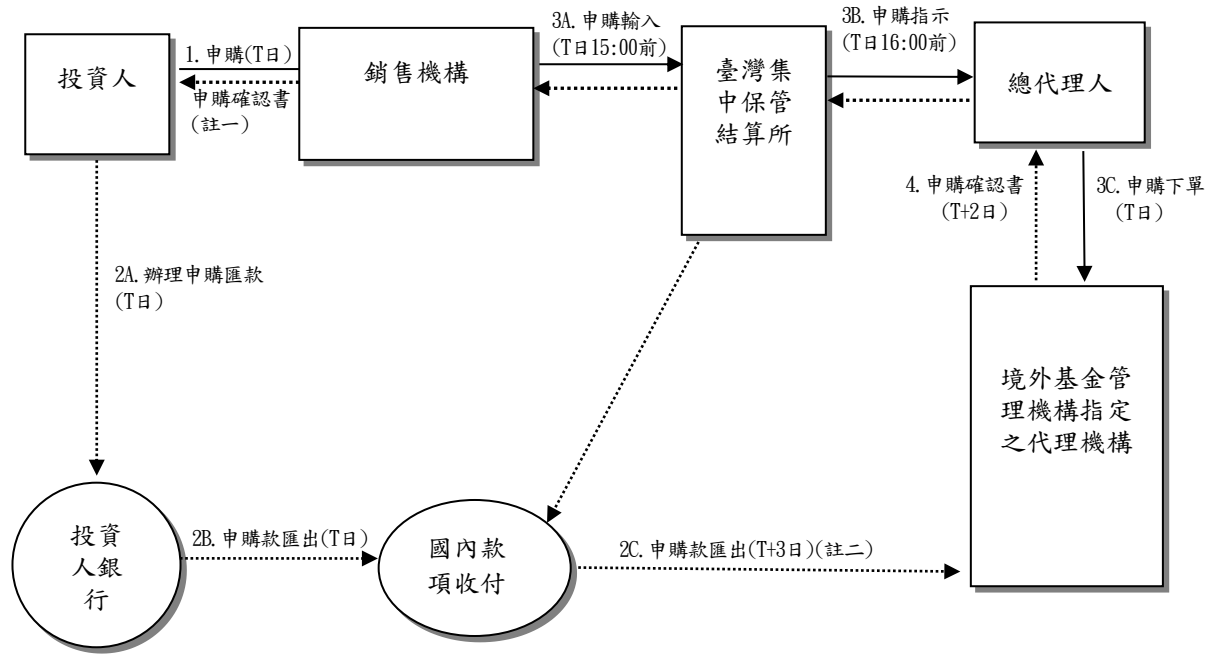 投資人
1.申購(T日)
申購確認書
(註一)
銷售機構
3A.申購輸入
(T日15:00前)
臺灣集
中保管
結算所
3B.申購指示
(T日16:00前)
總代理人
4.申購確認書
(T+2日)
3C.申購下單
(T日)
2A.辦理申購匯款
(T日)
境外基金管
理機構指定
之代理機構
投資
人銀
行
2B.申購款匯出(T日)
國內款
項收付
2C.申購款匯出(T+3日)(註二)